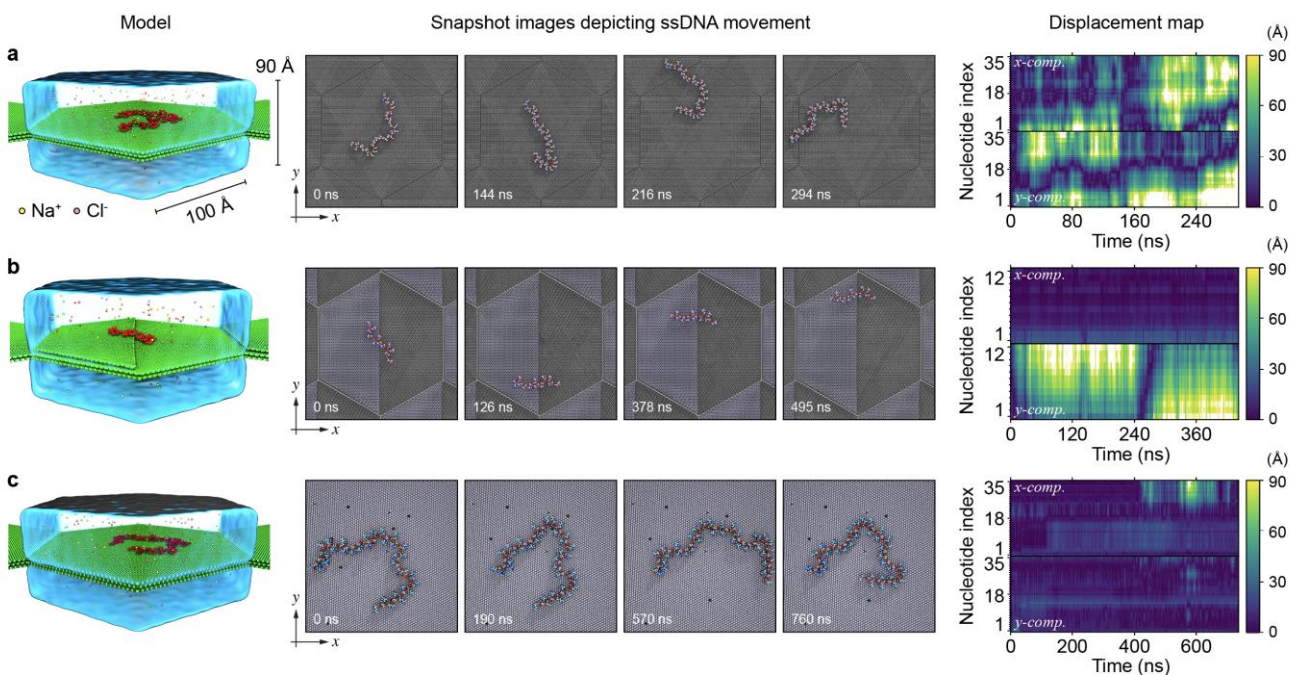 Model
Snapshot images depicting ssDNA movement
Displacement map
a
90 Å
Na⁺ Cl⁻
100 Å
y
x
0 ns
144 ns
216 ns
294 ns
Nucleotide index
35
18
1
35
18
1
x-comp.
y-comp.
0 80 160 240
Time (ns)
(Å)
90
60
30
0
b
y
x
0 ns
126 ns
378 ns
495 ns
Nucleotide index
12
1
12
1
x-comp.
y-comp.
0 120 240 360
Time (ns)
(Å)
90
60
30
0
c
y
x
0 ns
190 ns
570 ns
760 ns
Nucleotide index
35
18
1
35
18
1
x-comp.
y-comp.
0 200 400 600
Time (ns)
(Å)
90
60
30
0